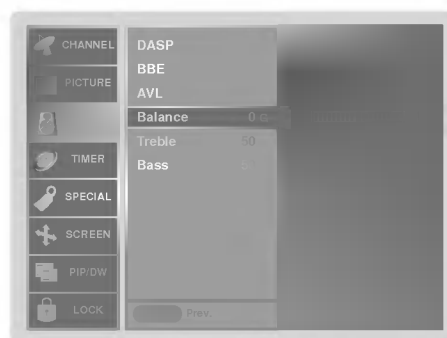 CHANNEL
PICTURE
TIMER
SPECIAL
SCREEN
PIP/DW
LOCK
DASP
BBE
AVL
Balance 0
Treble 50
Bass
Prev.